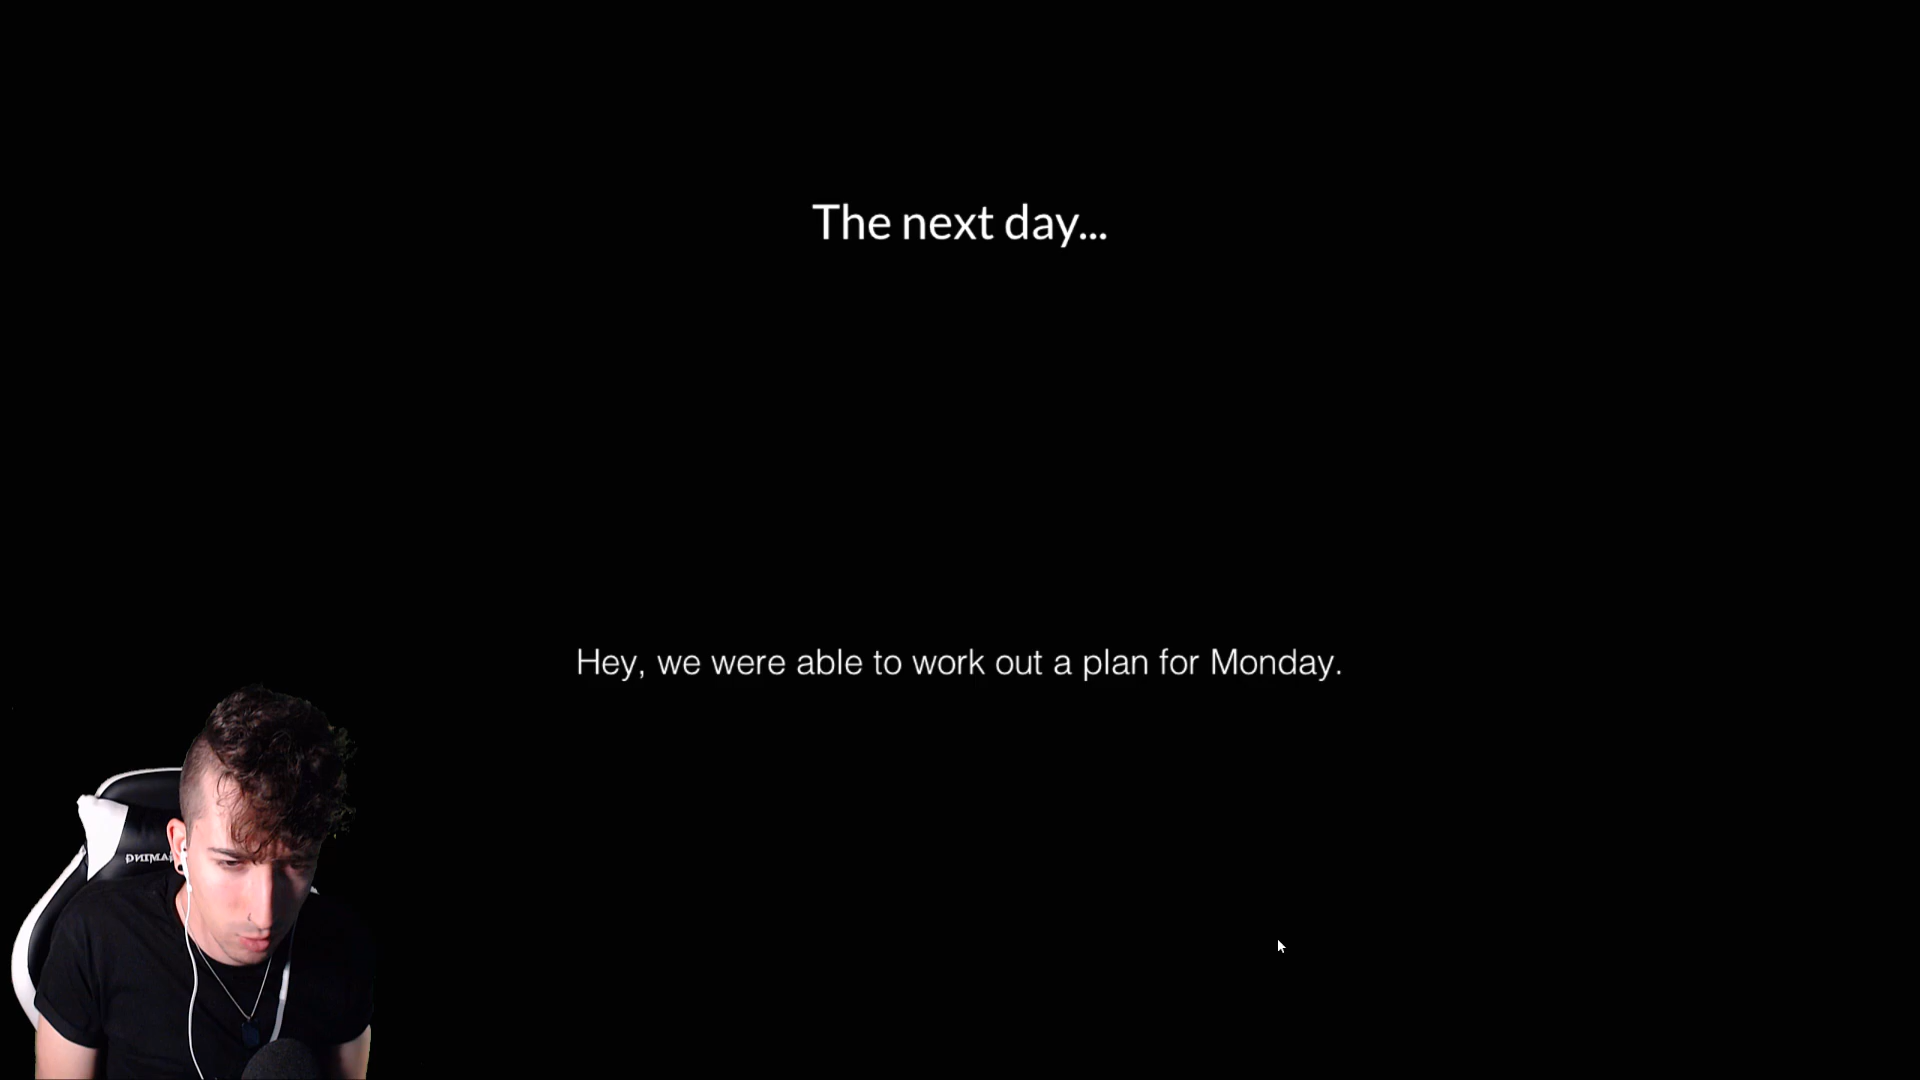 The next day...
Hey, we were able to work out a plan for Monday.